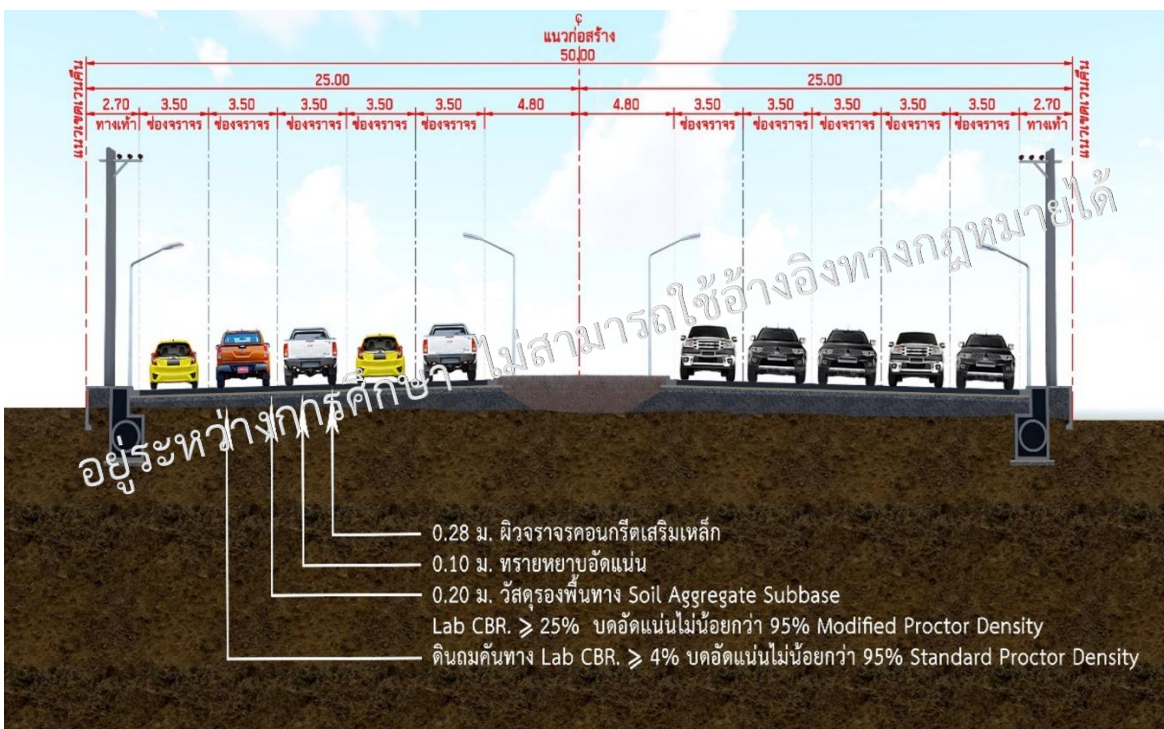 ℄
แนวก่อสร้าง
50.00
25.00 25.00
2.70 3.50 3.50 3.50 3.50 3.50 4.80 4.80 3.50 3.50 3.50 3.50 3.50 2.70
ทางเท้า ช่องจราจร ช่องจราจร ช่องจราจร ช่องจราจร ช่องจราจร ช่องจราจร ช่องจราจร ช่องจราจร ช่องจราจร ช่องจราจร ทางเท้า
แนวเขตเวนคืน
แนวเขตเวนคืน
อยู่ระหว่างการศึกษา ไม่สามารถใช้อ้างอิงทางกฎหมายได้
0.28 ม. ผิวจราจรคอนกรีตเสริมเหล็ก
0.10 ม. ทรายหยาบอัดแน่น
0.20 ม. วัสดุรองพื้นทาง Soil Aggregate Subbase
Lab CBR. ⩾ 25% บดอัดแน่นไม่น้อยกว่า 95% Modified Proctor Density
ดินถมคันทาง Lab CBR. ⩾ 4% บดอัดแน่นไม่น้อยกว่า 95% Standard Proctor Density